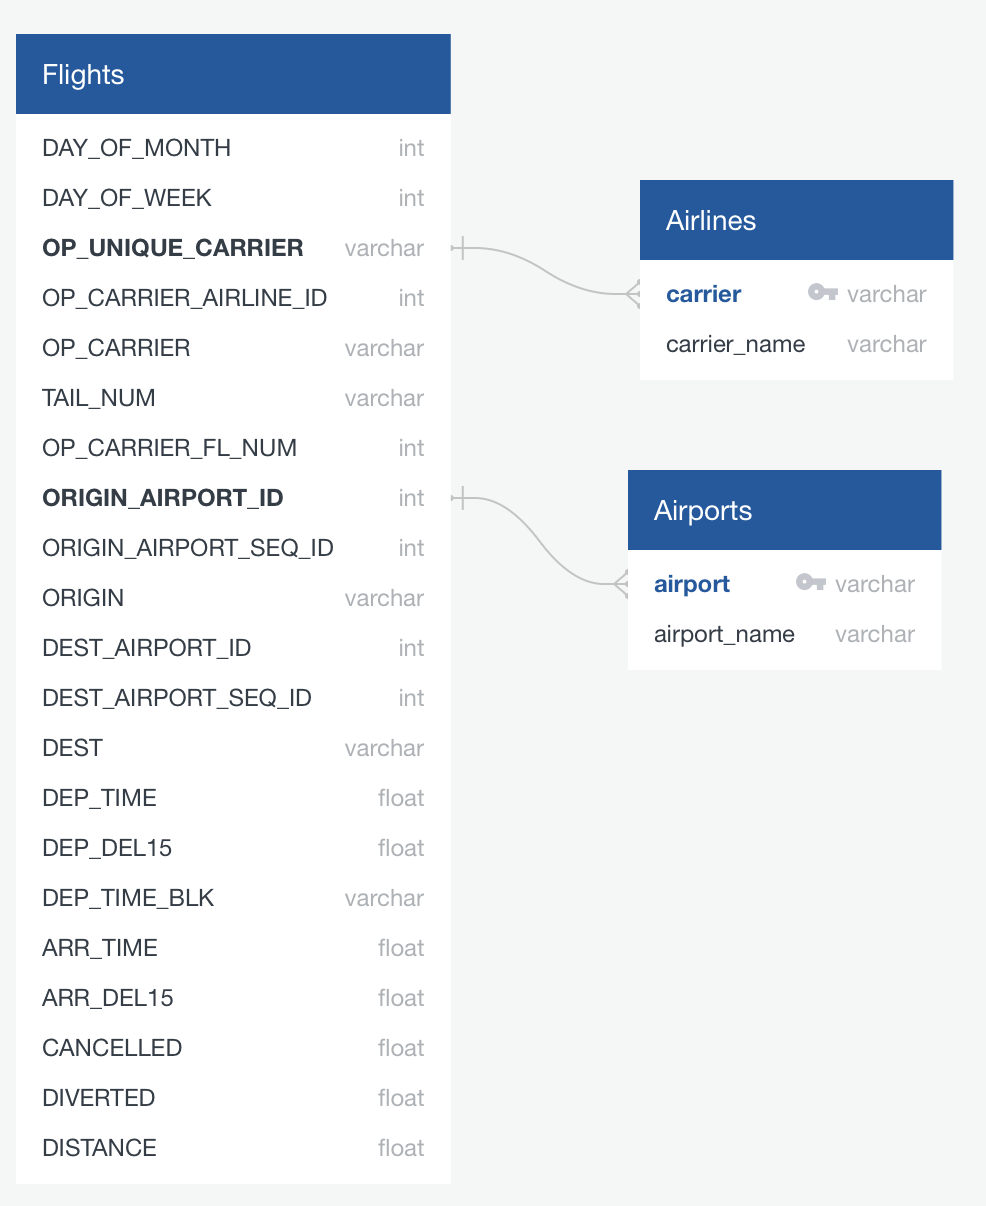 Flights
DAY_OF_MONTH int
DAY_OF_WEEK int
OP_UNIQUE_CARRIER varchar
OP_CARRIER_AIRLINE_ID int
OP_CARRIER varchar
TAIL_NUM varchar
OP_CARRIER_FL_NUM int
ORIGIN_AIRPORT_ID int
ORIGIN_AIRPORT_SEQ_ID int
ORIGIN varchar
DEST_AIRPORT_ID int
DEST_AIRPORT_SEQ_ID int
DEST varchar
DEP_TIME float
DEP_DEL15 float
DEP_TIME_BLK varchar
ARR_TIME float
ARR_DEL15 float
CANCELLED float
DIVERTED float
DISTANCE float
Airlines
carrier varchar
carrier_name varchar
Airports
airport varchar
airport_name varchar